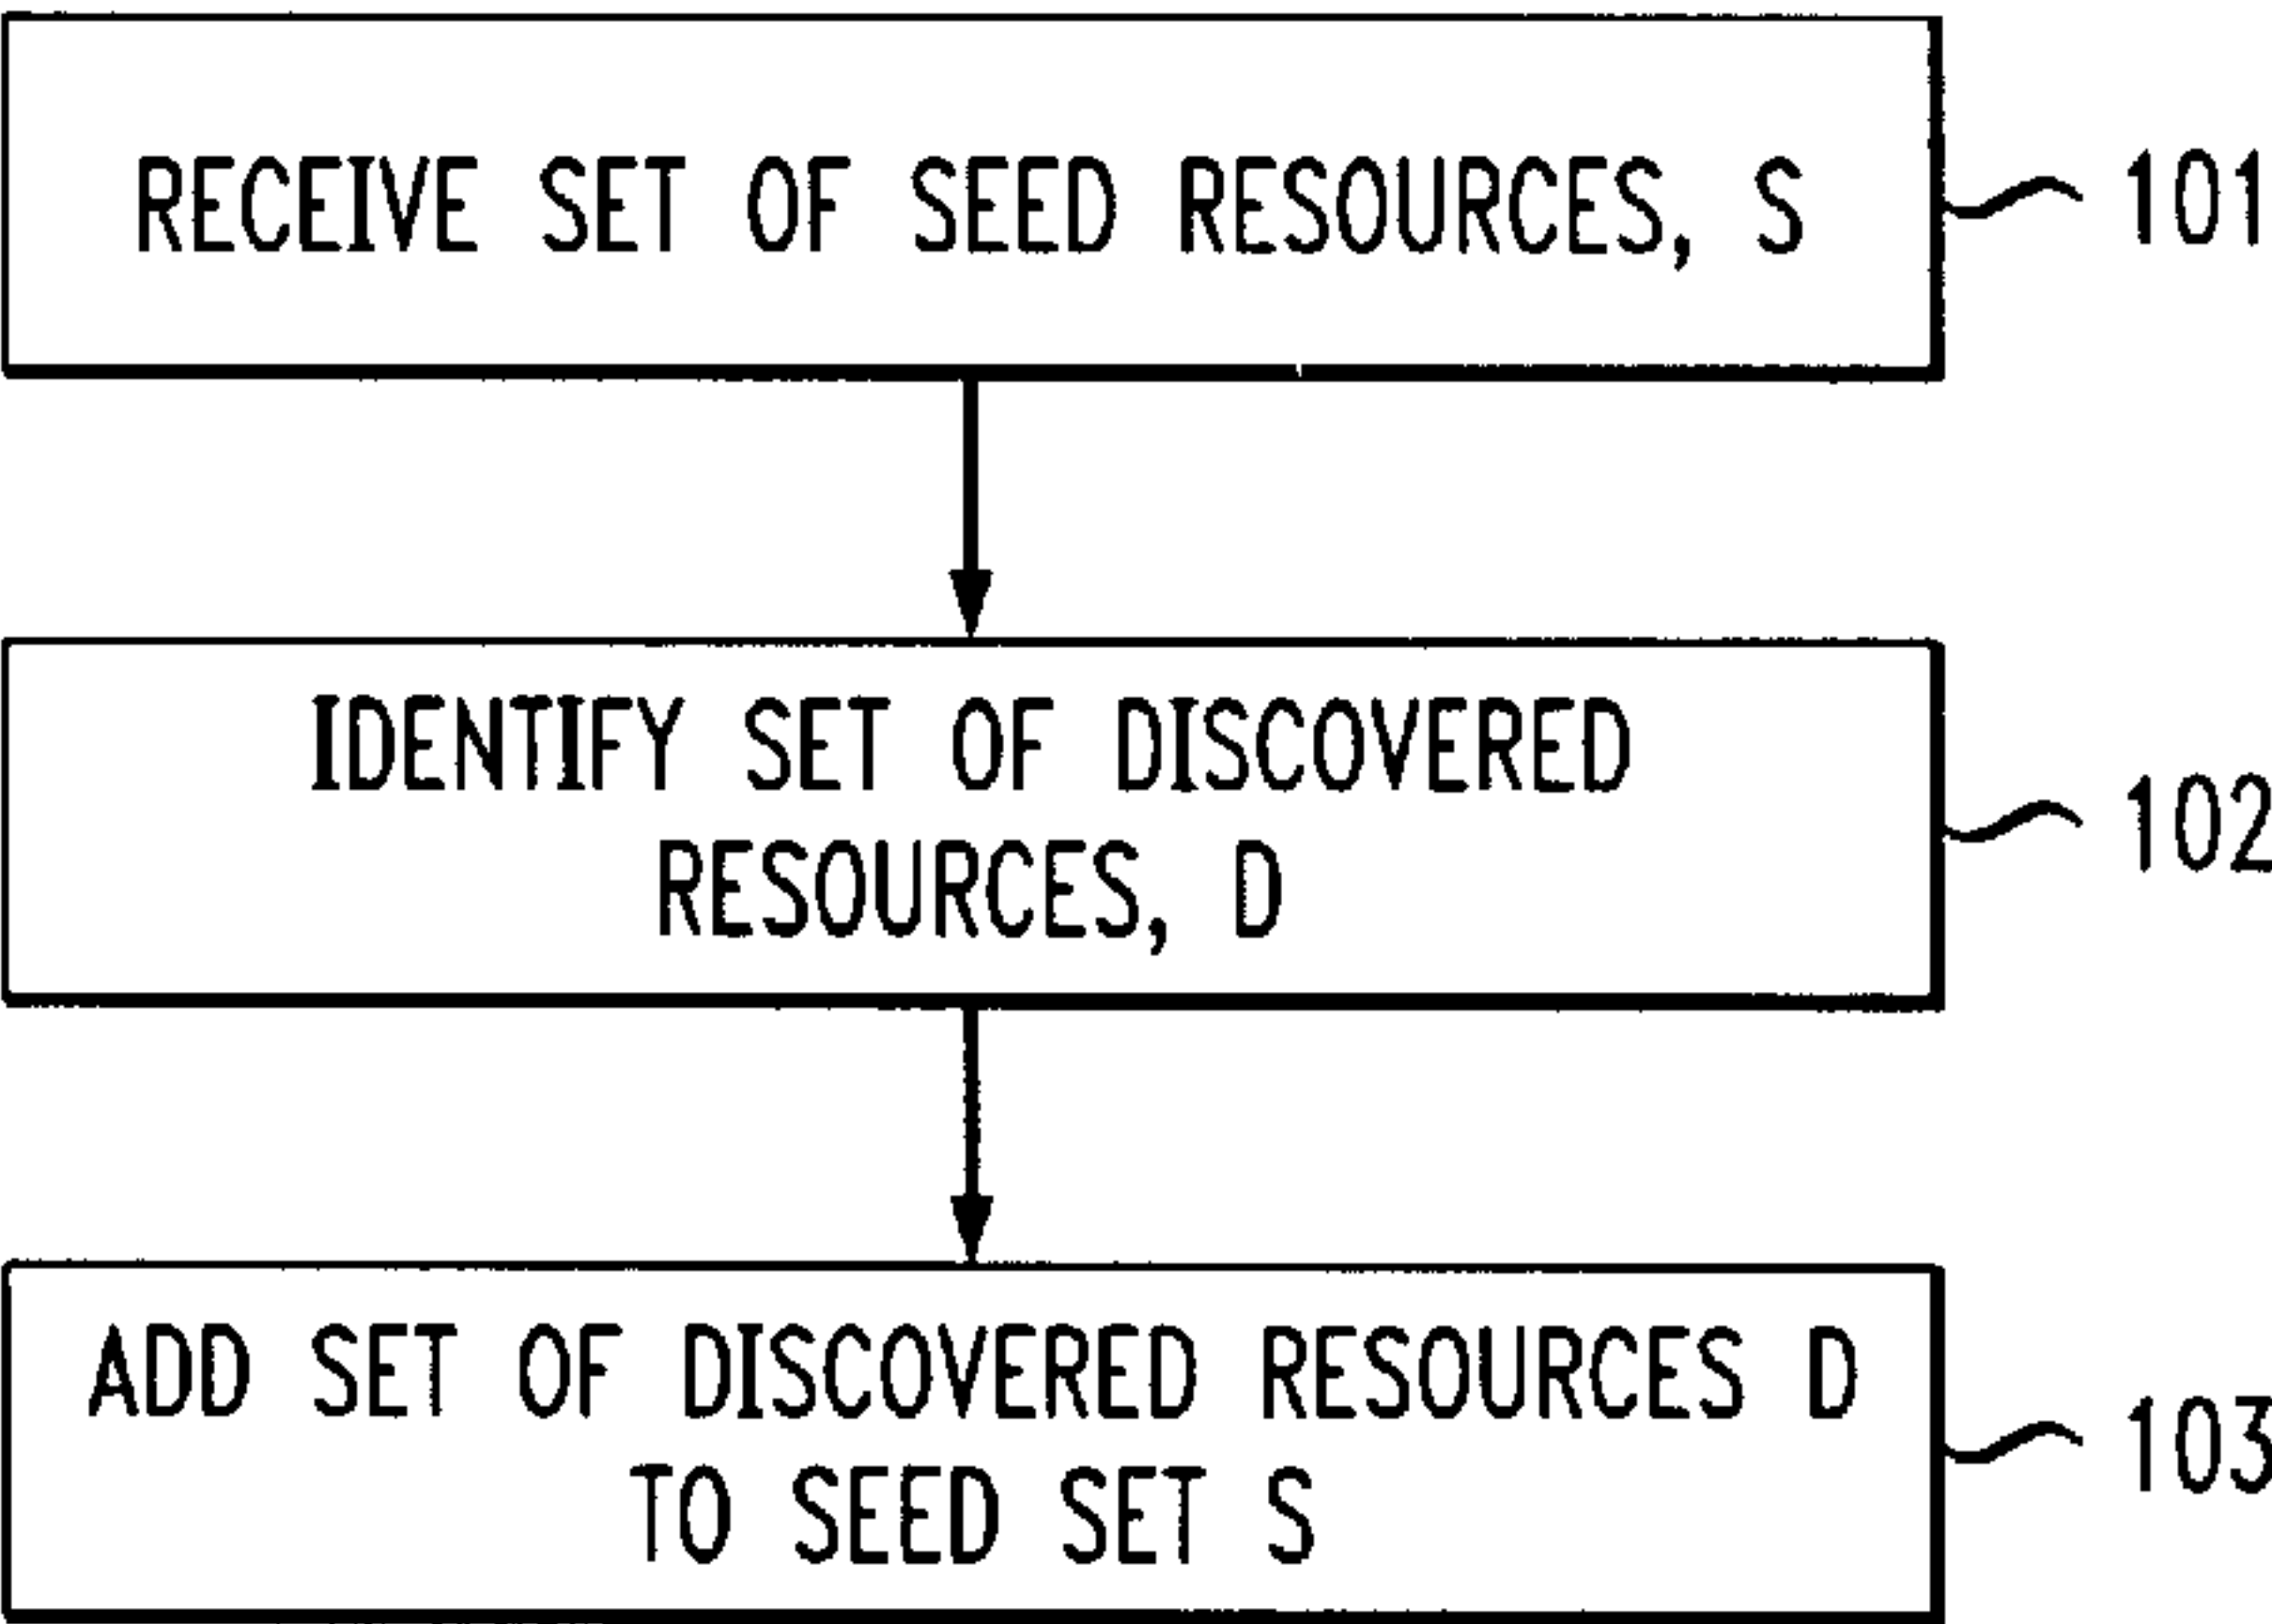 RECEIVE SET OF SEED RESOURCES, S
101
IDENTIFY SET OF DISCOVERED
RESOURCES, D
102
ADD SET OF DISCOVERED RESOURCES D
TO SEED SET S
103